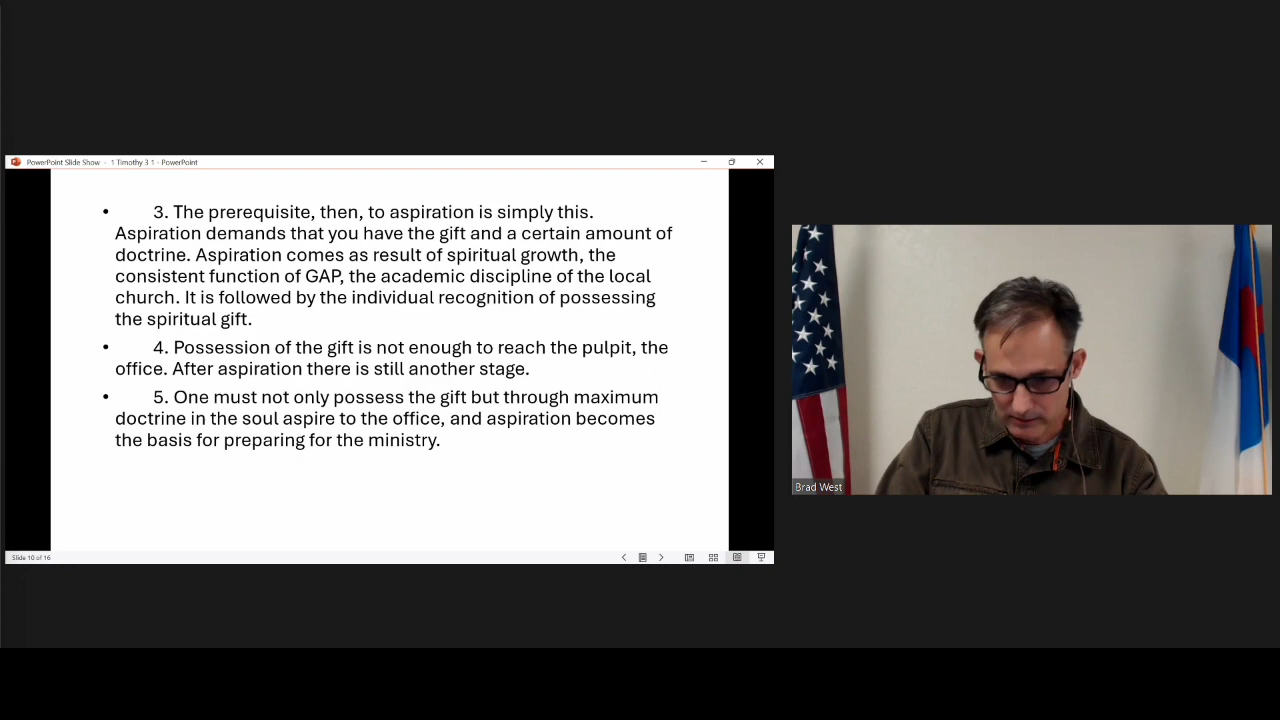 PowerPoint Slide Show - 1 Timothy 3 1 - PowerPoint
• 3. The prerequisite, then, to aspiration is simply this.
Aspiration demands that you have the gift and a certain amount of
doctrine. Aspiration comes as result of spiritual growth, the
consistent function of GAP, the academic discipline of the local
church. It is followed by the individual recognition of possessing
the spiritual gift.
• 4. Possession of the gift is not enough to reach the pulpit, the
office. After aspiration there is still another stage.
• 5. One must not only possess the gift but through maximum
doctrine in the soul aspire to the office, and aspiration becomes
the basis for preparing for the ministry.
Slide 10 of 16
Brad West